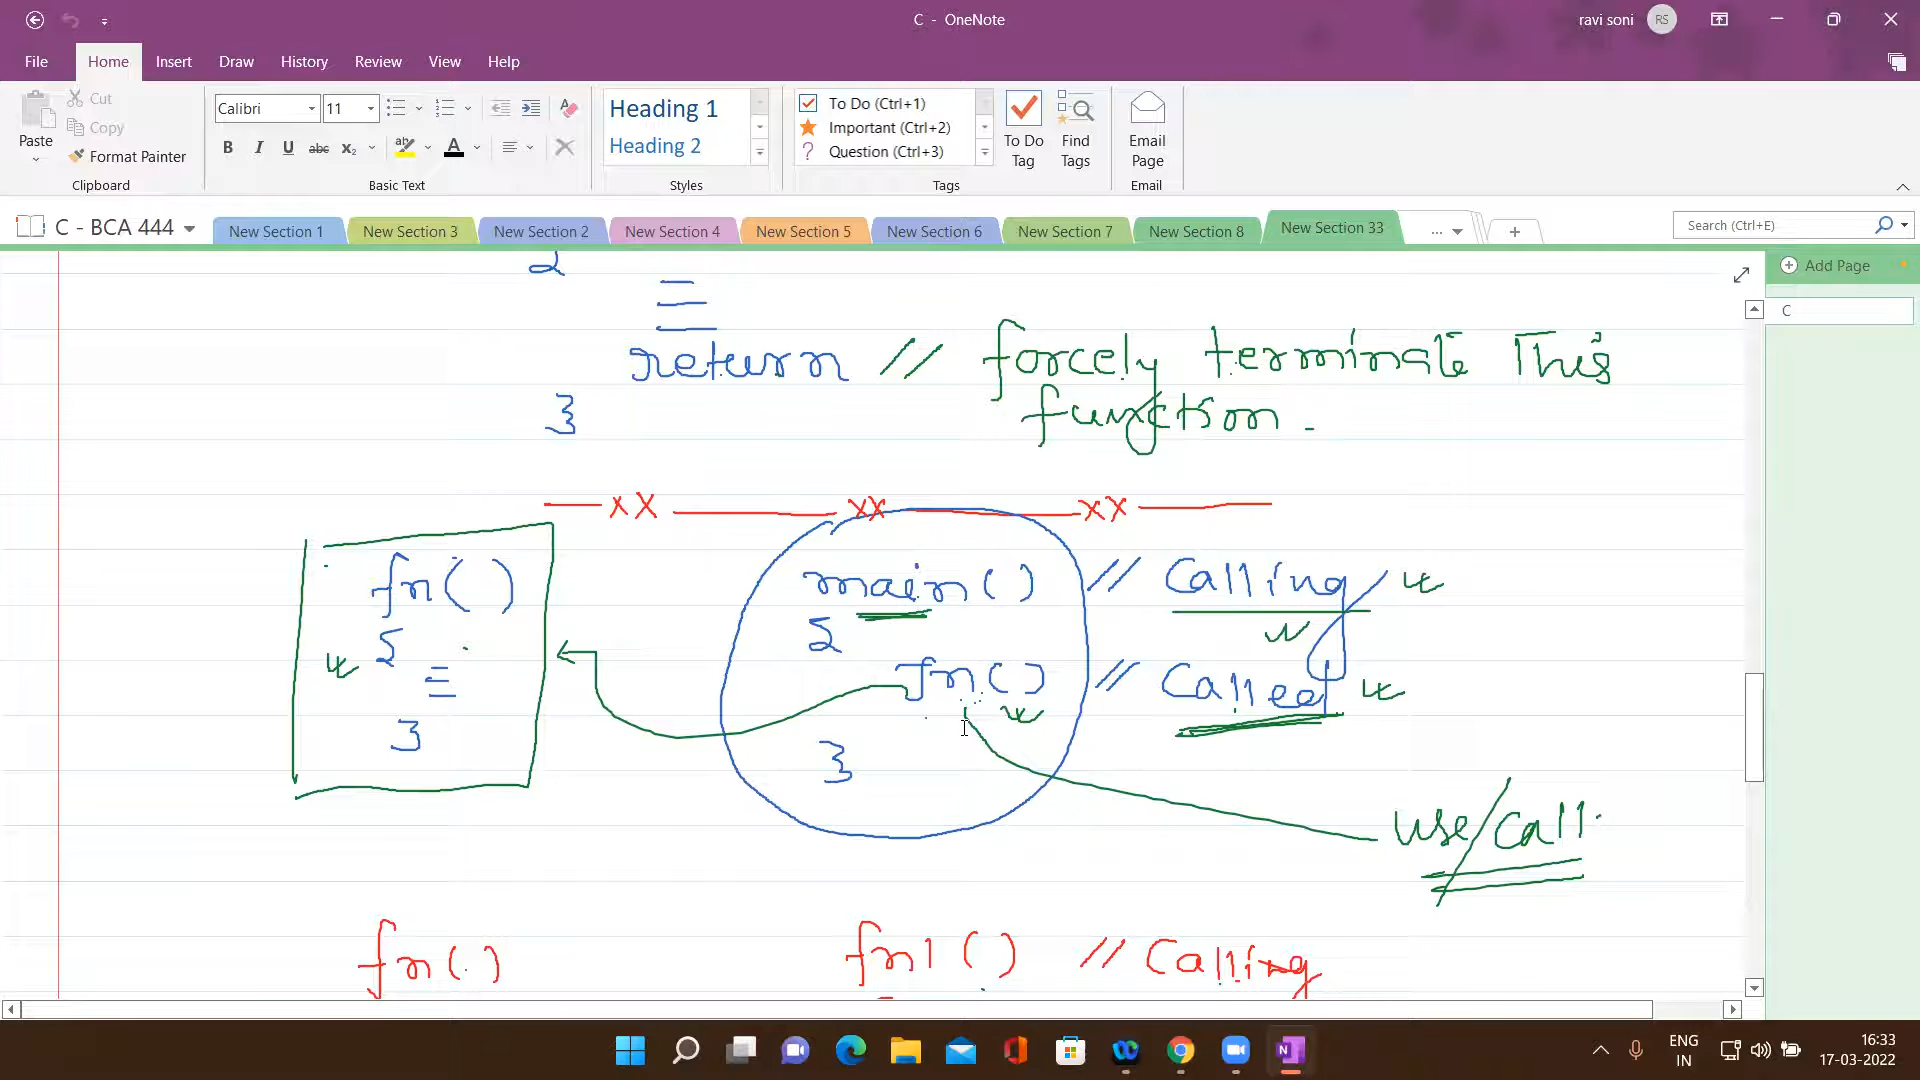 C - OneNote
ravi soni RS
File Home Insert Draw History Review View Help
Paste
Cut
Copy
Format Painter
Clipboard
Calibri 11
B I U abc x₂ A
Basic Text
Heading 1
Heading 2
Styles
To Do (Ctrl+1)
Important (Ctrl+2)
Question (Ctrl+3)
Tags
To Do Tag
Find Tags
Email Page
Email
C - BCA 444
New Section 1 New Section 3 New Section 2 New Section 4 New Section 5 New Section 6 New Section 7 New Section 8 New Section 33 ...
Search (Ctrl+E)
Add Page
C
return // forcely terminate This
function.
}
— XX — XX — XX —
fn( ) main( ) // Calling
{ {
fn( ) // Called
} }
use/call.
fn( ) fn1 ( ) // Calling
ENG
IN
16:33
17-03-2022